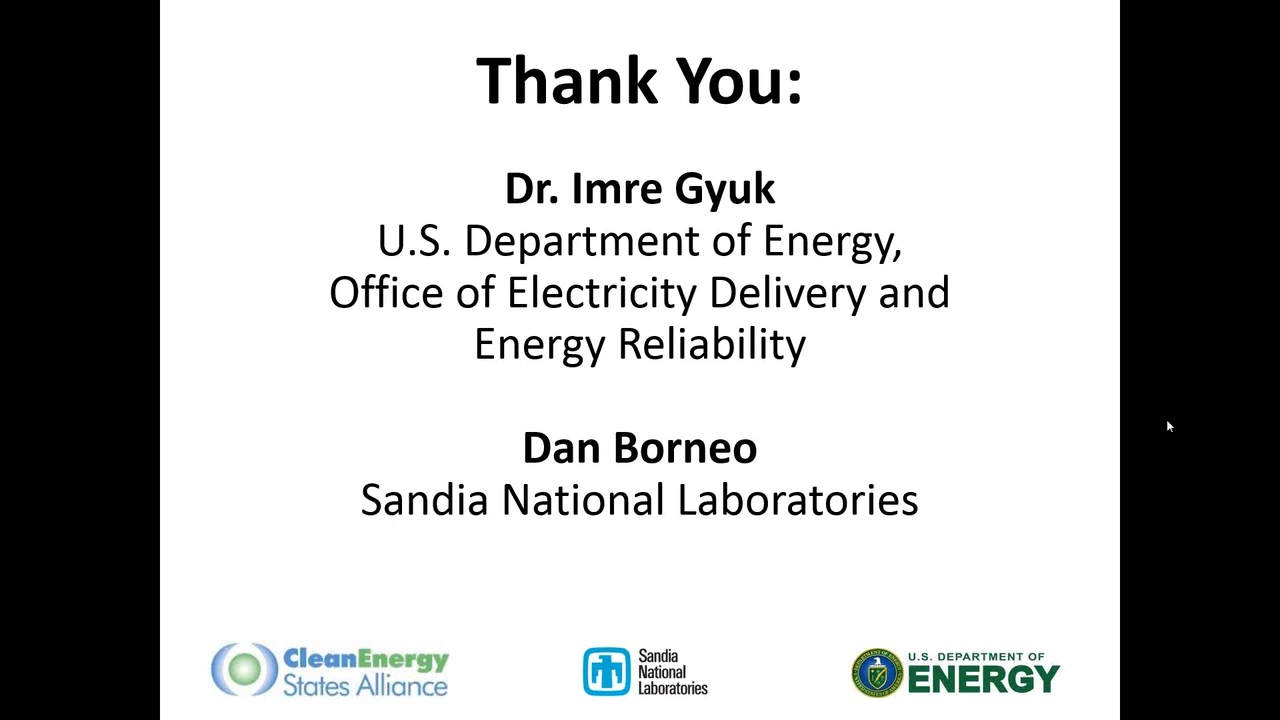 Thank You:
Dr. Imre Gyuk
U.S. Department of Energy,
Office of Electricity Delivery and
Energy Reliability
Dan Borneo
Sandia National Laboratories
CleanEnergy
States Alliance
Sandia
National
Laboratories
U.S. DEPARTMENT OF
ENERGY